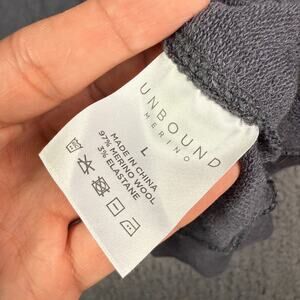 UNBOUND
MERINO
L
MADE IN CHINA
97% MERINO WOOL
3% ELASTANE